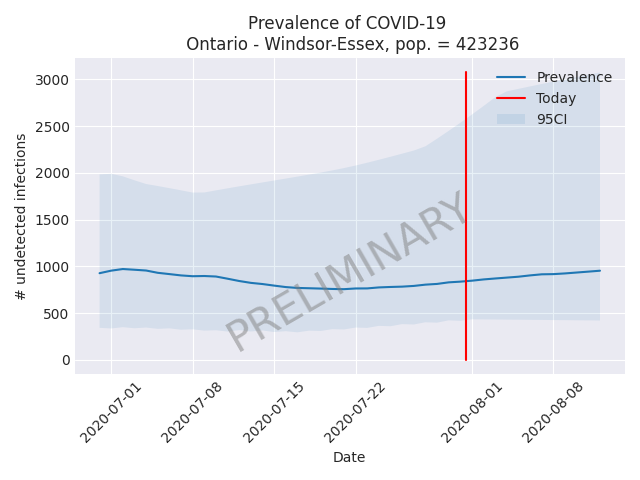 Prevalence of COVID-19
Ontario - Windsor-Essex, pop. = 423236
Prevalence
Today
95CI
# undetected infections
3000
2500
2000
1500
1000
500
0
PRELIMINARY
2020-07-01
2020-07-08
2020-07-15
2020-07-22
2020-08-01
2020-08-08
Date